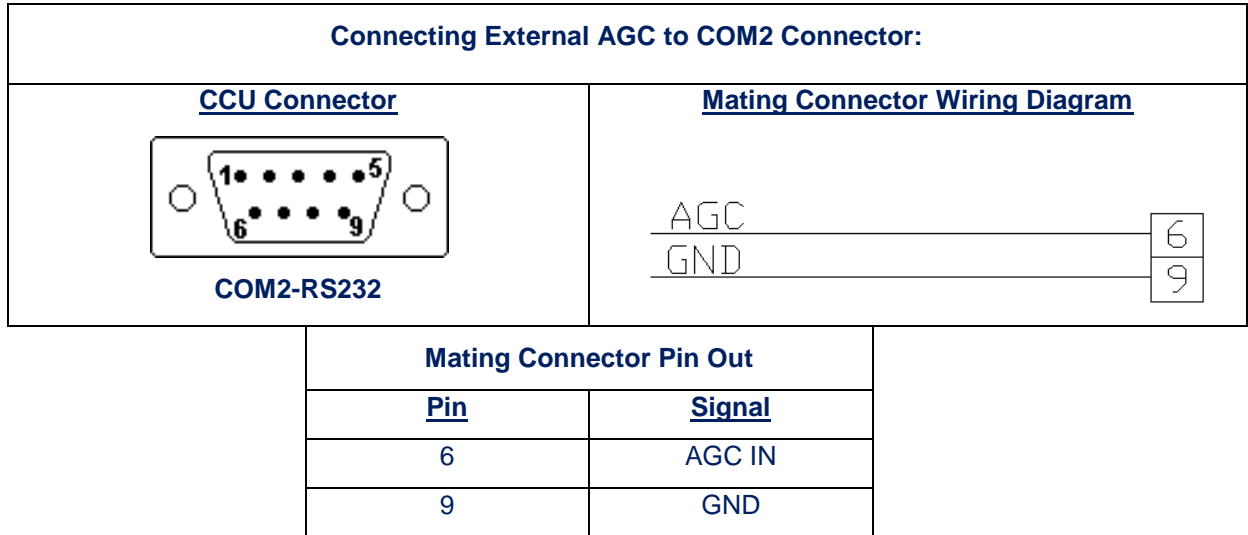 Connecting External AGC to COM2 Connector:
CCU Connector
1 5
6 9
COM2-RS232
Mating Connector Wiring Diagram
AGC 6
GND 9
Mating Connector Pin Out
Pin Signal
6 AGC IN
9 GND